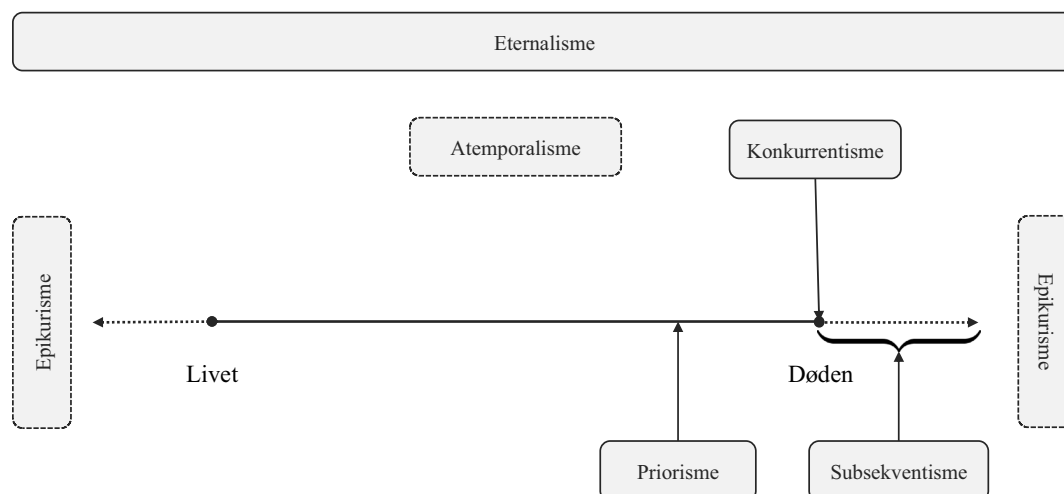 Eternalisme
Atemporalisme
Konkurrentisme
Epikurisme
Epikurisme
Livet
Døden
Priorisme
Subsekventisme